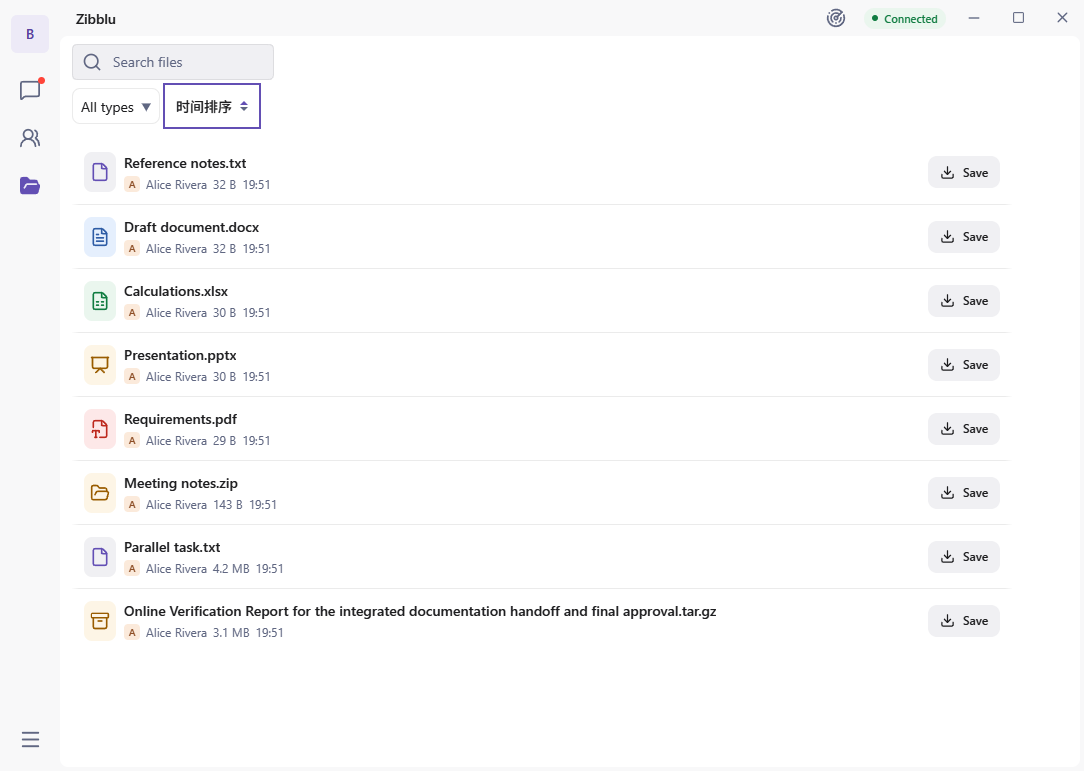 Zibblu
Connected
B
Search files
All types
时间排序
Reference notes.txt
A Alice Rivera 32 B 19:51
Save
Draft document.docx
A Alice Rivera 32 B 19:51
Save
Calculations.xlsx
A Alice Rivera 30 B 19:51
Save
Presentation.pptx
A Alice Rivera 30 B 19:51
Save
Requirements.pdf
A Alice Rivera 29 B 19:51
Save
Meeting notes.zip
A Alice Rivera 143 B 19:51
Save
Parallel task.txt
A Alice Rivera 4.2 MB 19:51
Save
Online Verification Report for the integrated documentation handoff and final approval.tar.gz
A Alice Rivera 3.1 MB 19:51
Save